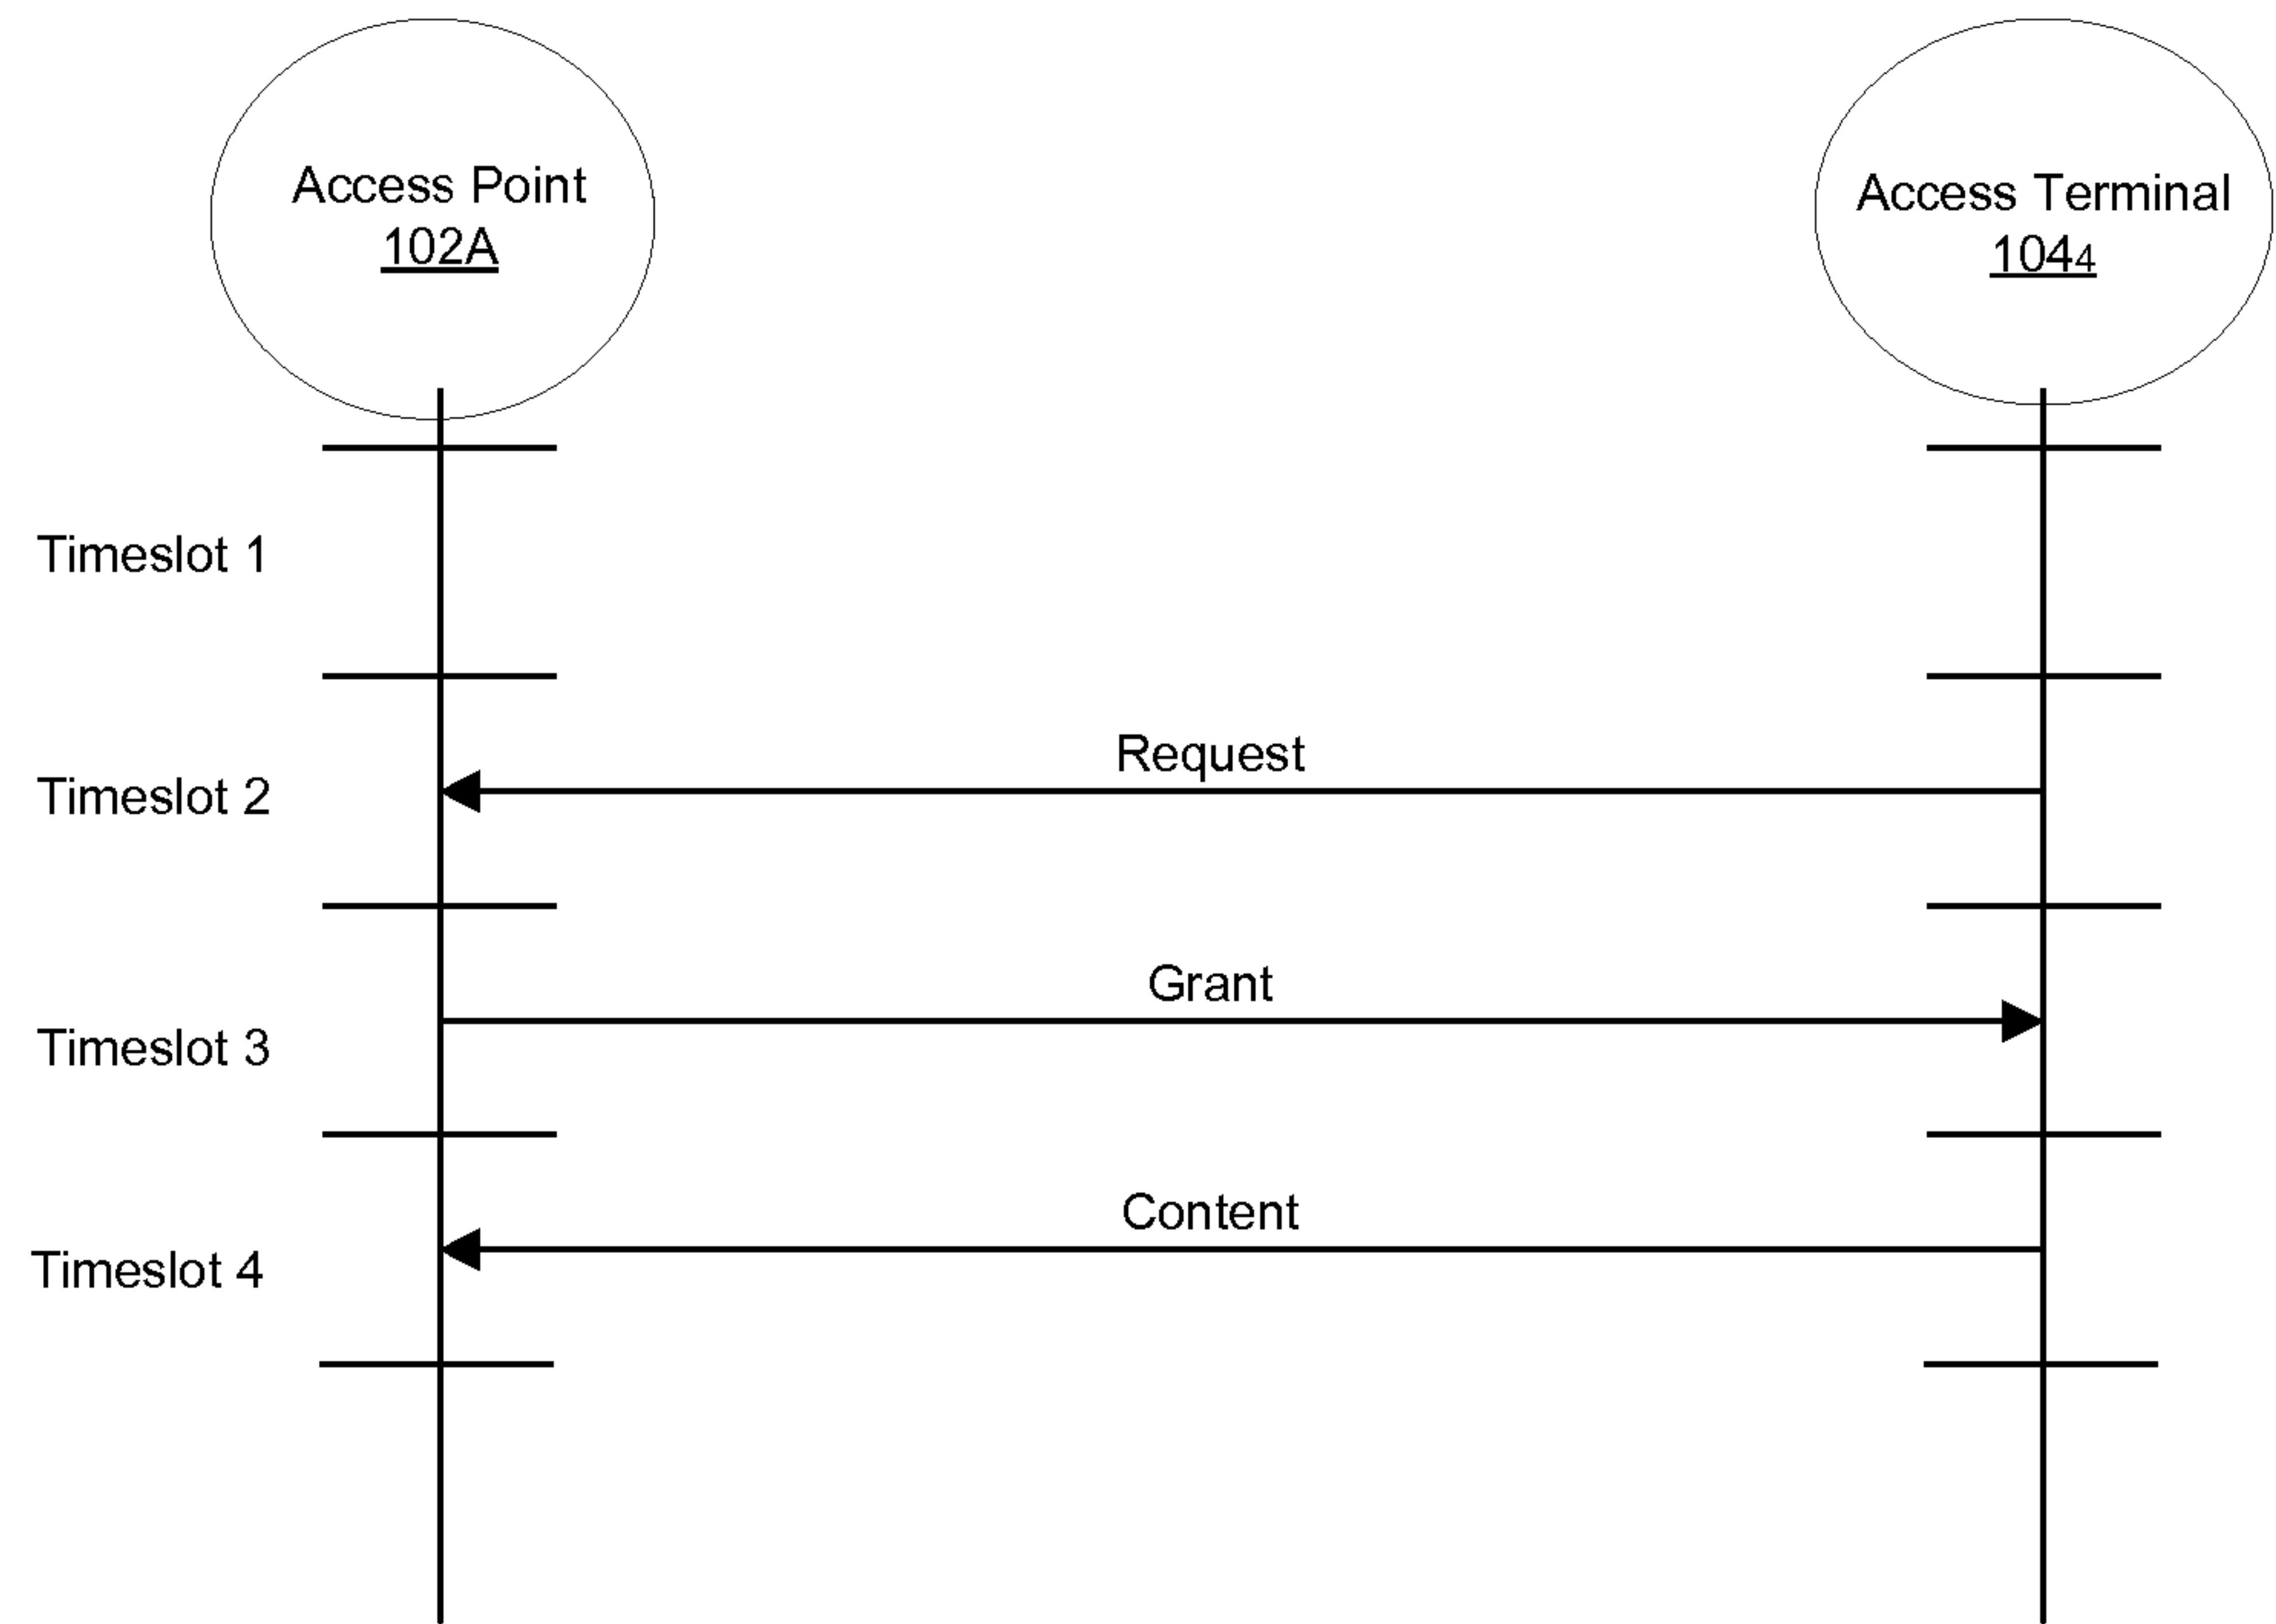 Access Point
102A
Access Terminal
104₄
Timeslot 1
Request
Timeslot 2
Grant
Timeslot 3
Content
Timeslot 4